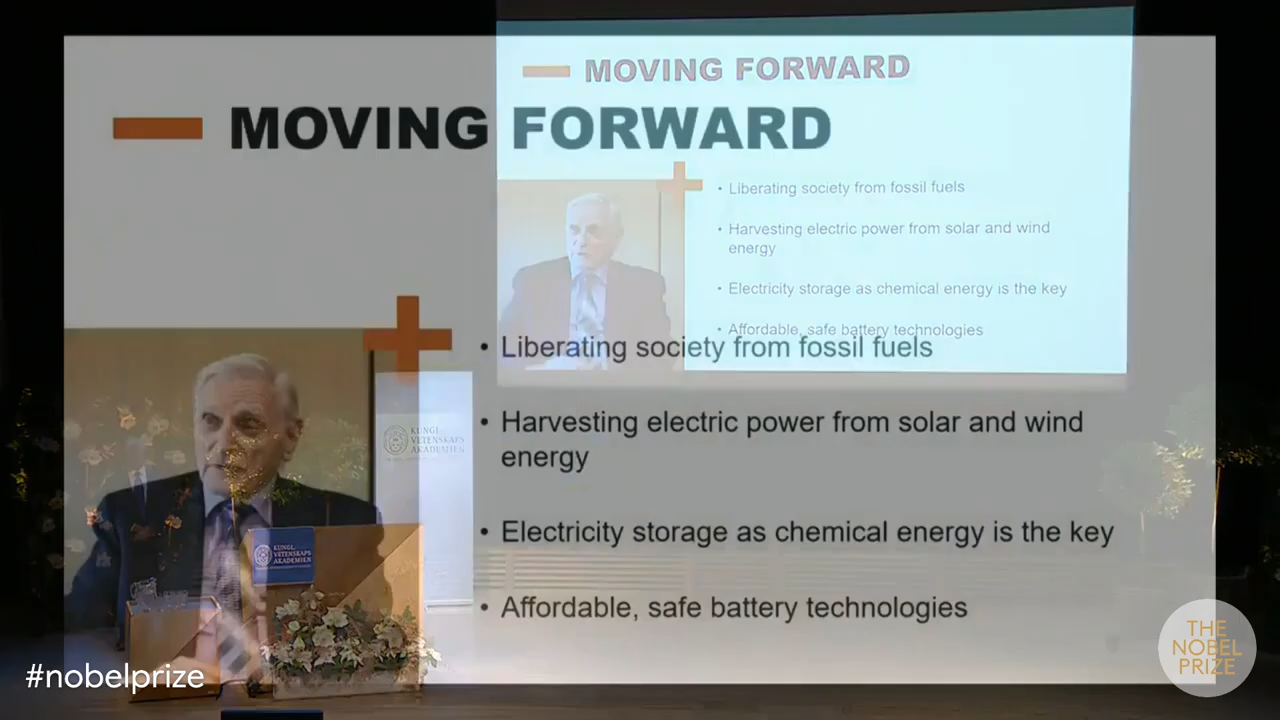 MOVING FORWARD
MOVING FORWARD
• Liberating society from fossil fuels
• Harvesting electric power from solar and wind
energy
• Electricity storage as chemical energy is the key
• Affordable, safe battery technologies
• Liberating society from fossil fuels
• Harvesting electric power from solar and wind
energy
• Electricity storage as chemical energy is the key
• Affordable, safe battery technologies
KUNGL
VETENSKAPS
AKADEMIEN
KUNGL.
VETENSKAPS
AKADEMIEN
#nobelprize
THE
NOBEL
PRIZE